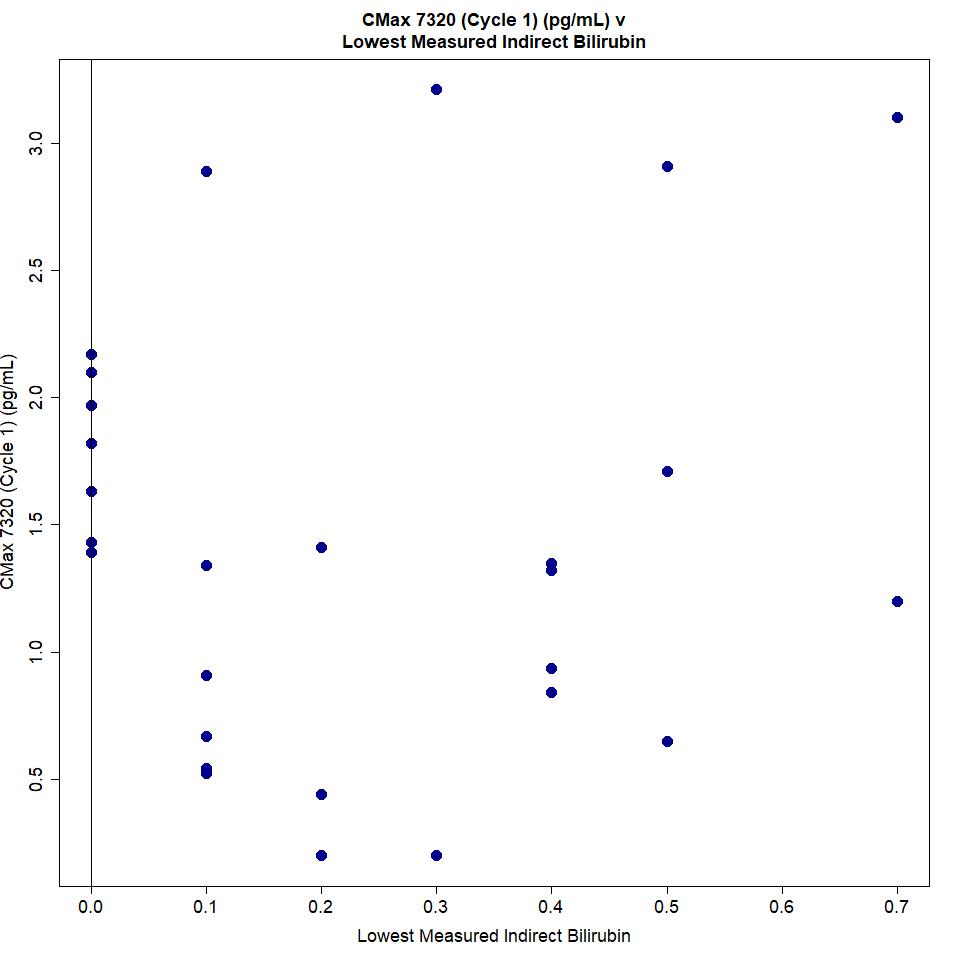 CMax 7320 (Cycle 1) (pg/mL) v
Lowest Measured Indirect Bilirubin
CMax 7320 (Cycle 1) (pg/mL)
3.0
2.5
2.0
1.5
1.0
0.5
0.0 0.1 0.2 0.3 0.4 0.5 0.6 0.7
Lowest Measured Indirect Bilirubin